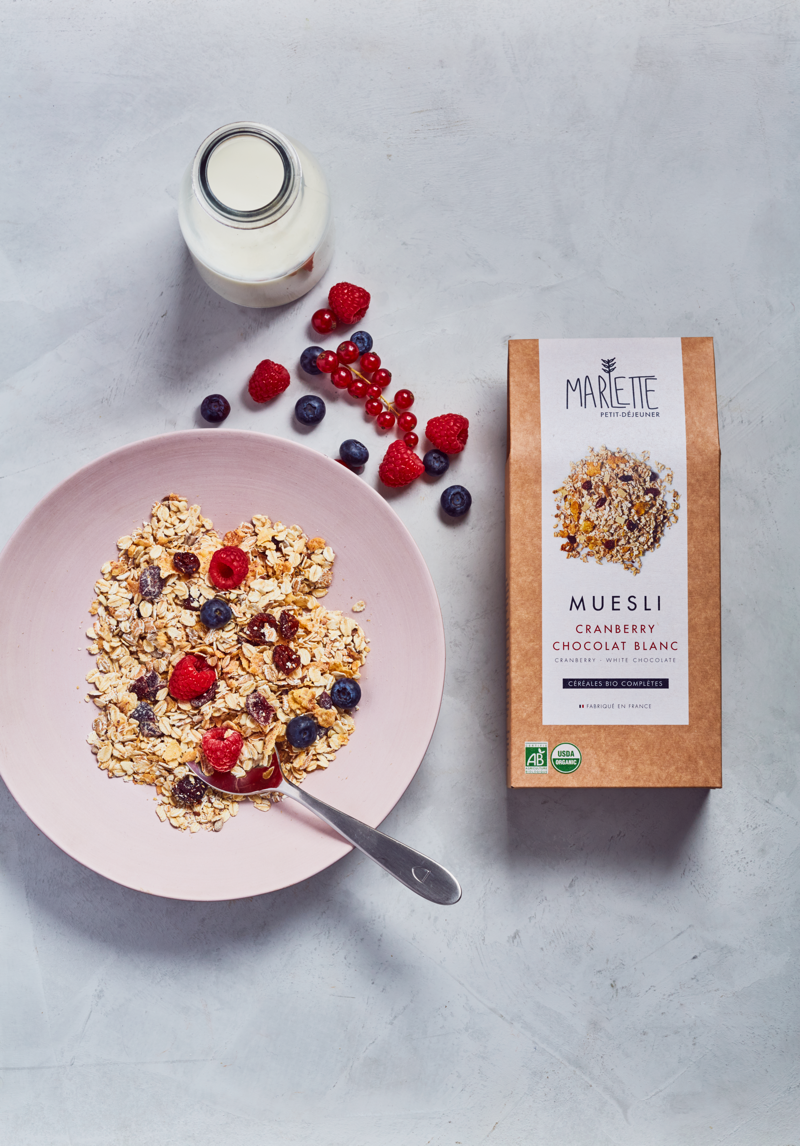 MARLETTE
PETIT-DÉJEUNER
MUESLI
CRANBERRY
CHOCOLAT BLANC
CRANBERRY - WHITE CHOCOLATE
CÉRÉALES BIO COMPLÈTES
FABRIQUÉ EN FRANCE
AB
USDA
ORGANIC